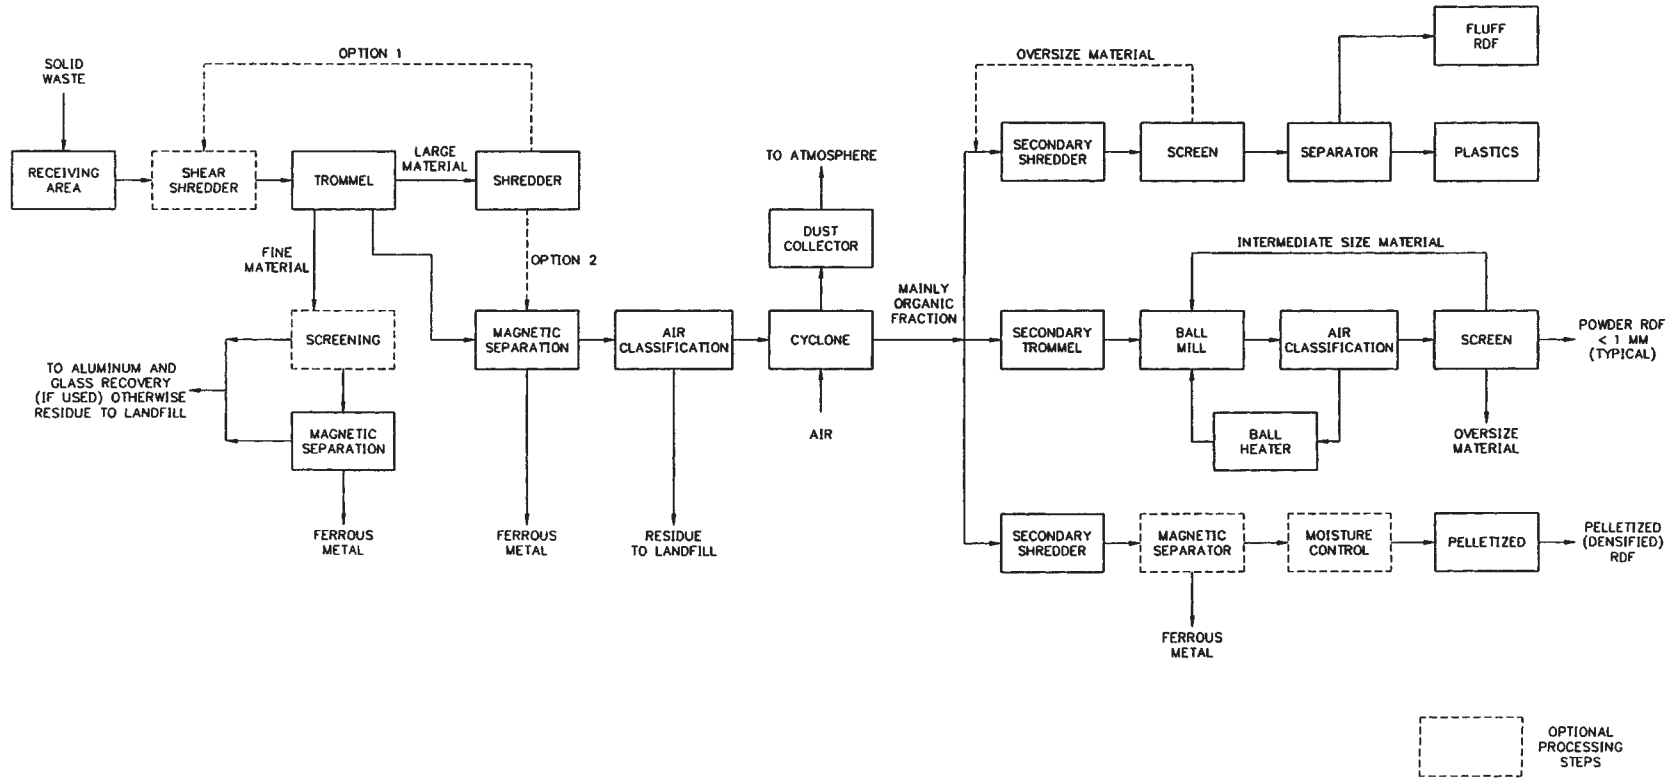 SOLID
WASTE
RECEIVING
AREA
SHEAR
SHREDDER
OPTION 1
TROMMEL
LARGE
MATERIAL
SHREDDER
FINE
MATERIAL
OPTION 2
SCREENING
TO ALUMINUM AND
GLASS RECOVERY
(IF USED) OTHERWISE
RESIDUE TO LANDFILL
MAGNETIC
SEPARATION
FERROUS
METAL
MAGNETIC
SEPARATION
FERROUS
METAL
AIR
CLASSIFICATION
RESIDUE
TO LANDFILL
TO ATMOSPHERE
DUST
COLLECTOR
CYCLONE
AIR
MAINLY
ORGANIC
FRACTION
OVERSIZE MATERIAL
SECONDARY
SHREDDER
SCREEN
SEPARATOR
FLUFF
RDF
PLASTICS
INTERMEDIATE SIZE MATERIAL
SECONDARY
TROMMEL
BALL
MILL
AIR
CLASSIFICATION
SCREEN
POWDER RDF
< 1 MM
(TYPICAL)
BALL
HEATER
OVERSIZE
MATERIAL
SECONDARY
SHREDDER
MAGNETIC
SEPARATOR
MOISTURE
CONTROL
PELLETIZED
PELLETIZED
(DENSIFIED)
RDF
FERROUS
METAL
OPTIONAL
PROCESSING
STEPS